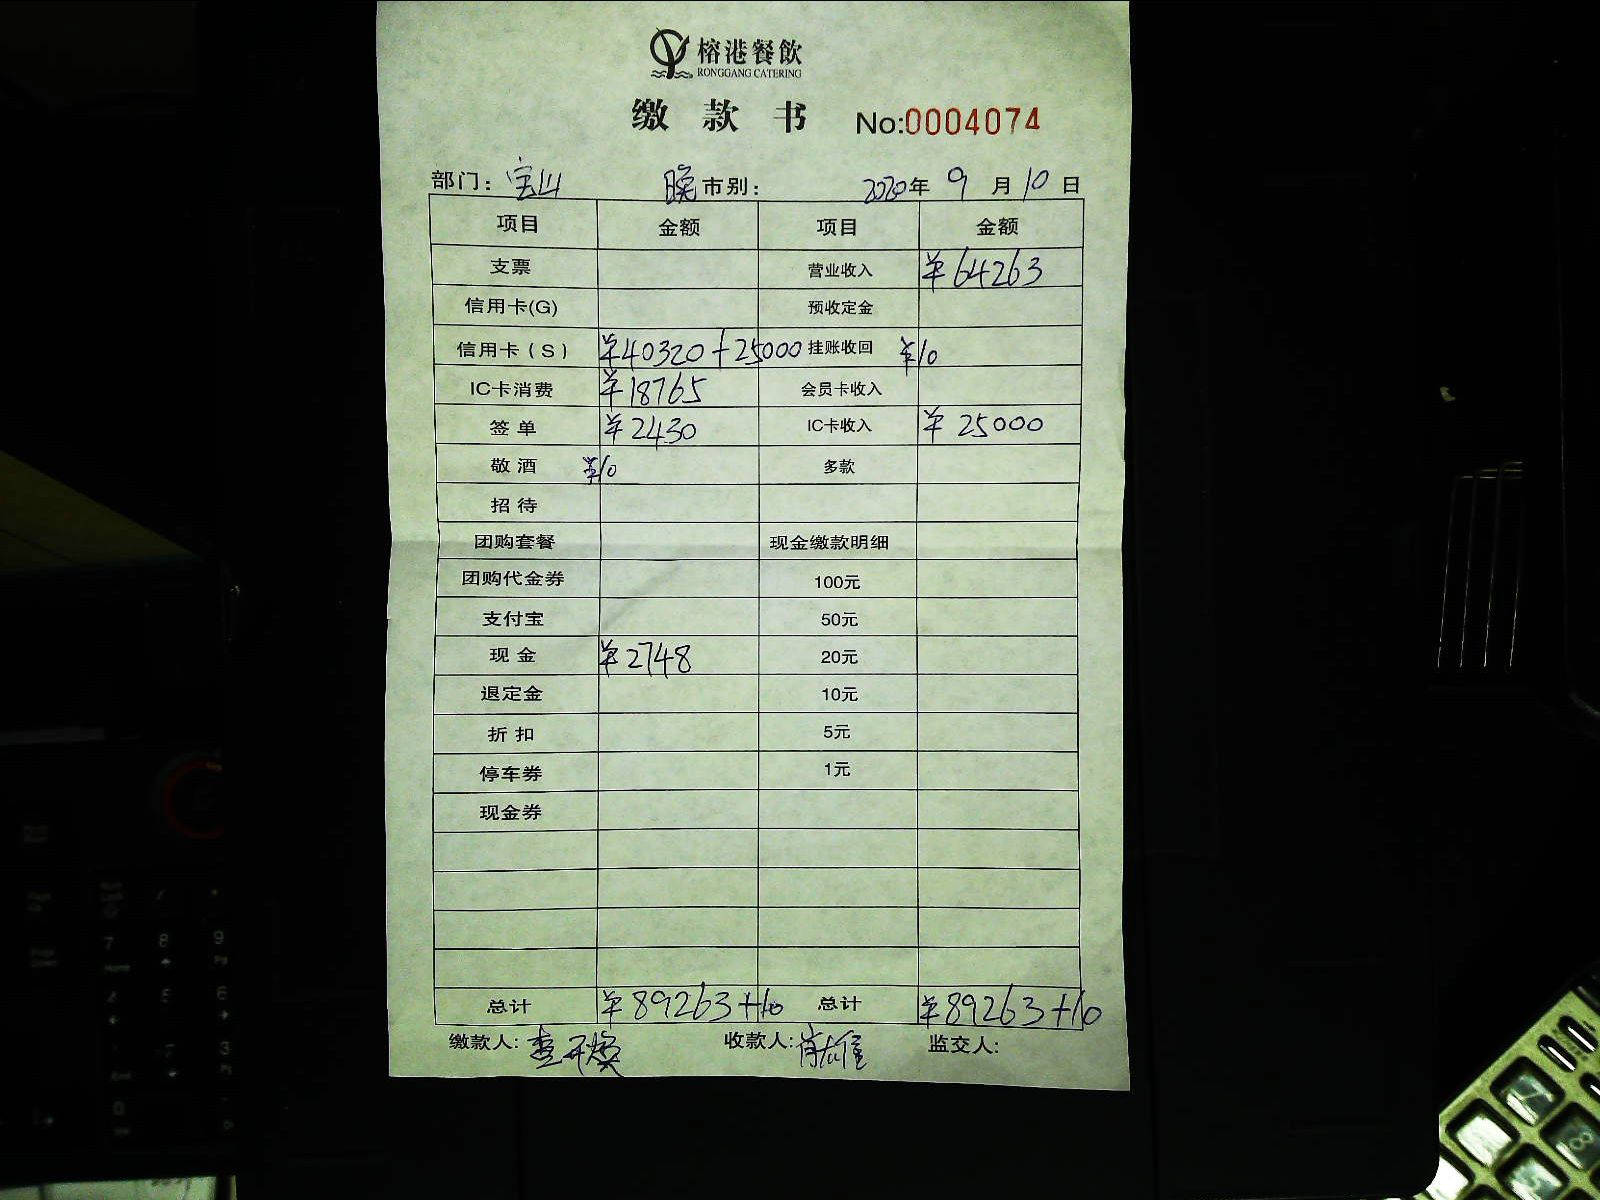 榕港餐飲
RONGGANG CATERING
缴 款 书 No:0004074
部门: 宝山 晚市别: 2020年 9 月 10 日
项目 金额 项目 金额
支票 营业收入 ¥64263
信用卡(G) 预收定金
信用卡(S) ¥40320+25000 挂账收回 ¥10
IC卡消费 ¥18765 会员卡收入
签单 ¥2430 IC卡收入 ¥25000
敬酒 ¥10 多款
招待
团购套餐 现金缴款明细
团购代金券 100元
支付宝 50元
现金 ¥2748 20元
退定金 10元
折扣 5元
停车券 1元
现金券
总计 ¥89263+10 总计 ¥89263+10
缴款人: 收款人: 监交人: